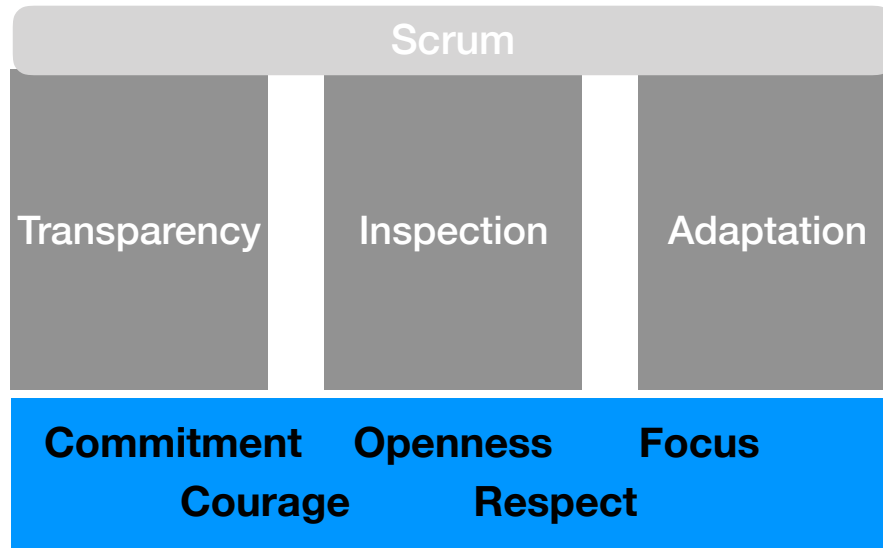 Scrum
Transparency Inspection Adaptation
Commitment Openness Focus
Courage Respect